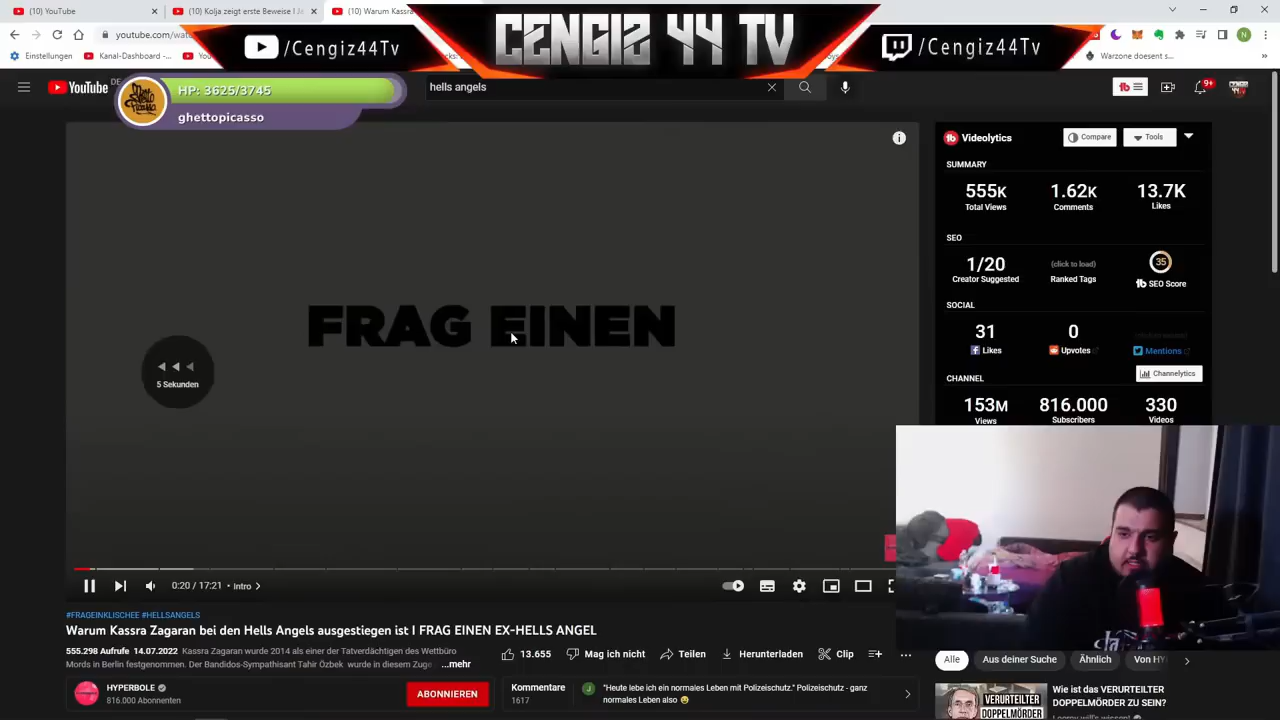 (10) YouTube
(10) Kolja zeigt erste Beweise I J
(10) Warum Kassra
youtube.com/wat
/Cengiz44Tv
CENGIZ 44 TV
/Cengiz44Tv
Einstellungen
Kanal-Dashboard -
Warzone doesent s...
YouTube
DE
HP: 3625/3745
ghettopicasso
hells angels
9+
FRAG EINEN
5 Sekunden
0:20 / 17:21 • Intro
#FRAGEINKLISCHEE #HELLSANGELS
Warum Kassra Zagaran bei den Hells Angels ausgestiegen ist I FRAG EINEN EX-HELLS ANGEL
555.298 Aufrufe 14.07.2022 Kassra Zagaran wurde 2014 als einer der Tatverdächtigen des Wettbüro
Mords in Berlin festgenommen. Der Bandidos-Sympathisant Tahir Özbek wurde in diesem Zuge
...mehr
13.655
Mag ich nicht
Teilen
Herunterladen
Clip
HYPERBOLE
816.000 Abonnenten
ABONNIEREN
Kommentare
1617
"Heute lebe ich ein normales Leben mit Polizeischutz." Polizeischutz - ganz
normales Leben also
Videolytics
Compare
Tools
SUMMARY
555K
Total Views
1.62K
Comments
13.7K
Likes
SEO
1/20
Creator Suggested
(click to load)
Ranked Tags
35
SEO Score
SOCIAL
31
Likes
0
Upvotes
Mentions
CHANNEL
Channelytics
153M
Views
816.000
Subscribers
330
Videos
Alle
Aus deiner Suche
Ähnlich
Von HY
VERURTEILTER
DOPPELMÖRDER
Wie ist das VERURTEILTER
DOPPELMÖRDER ZU SEIN?